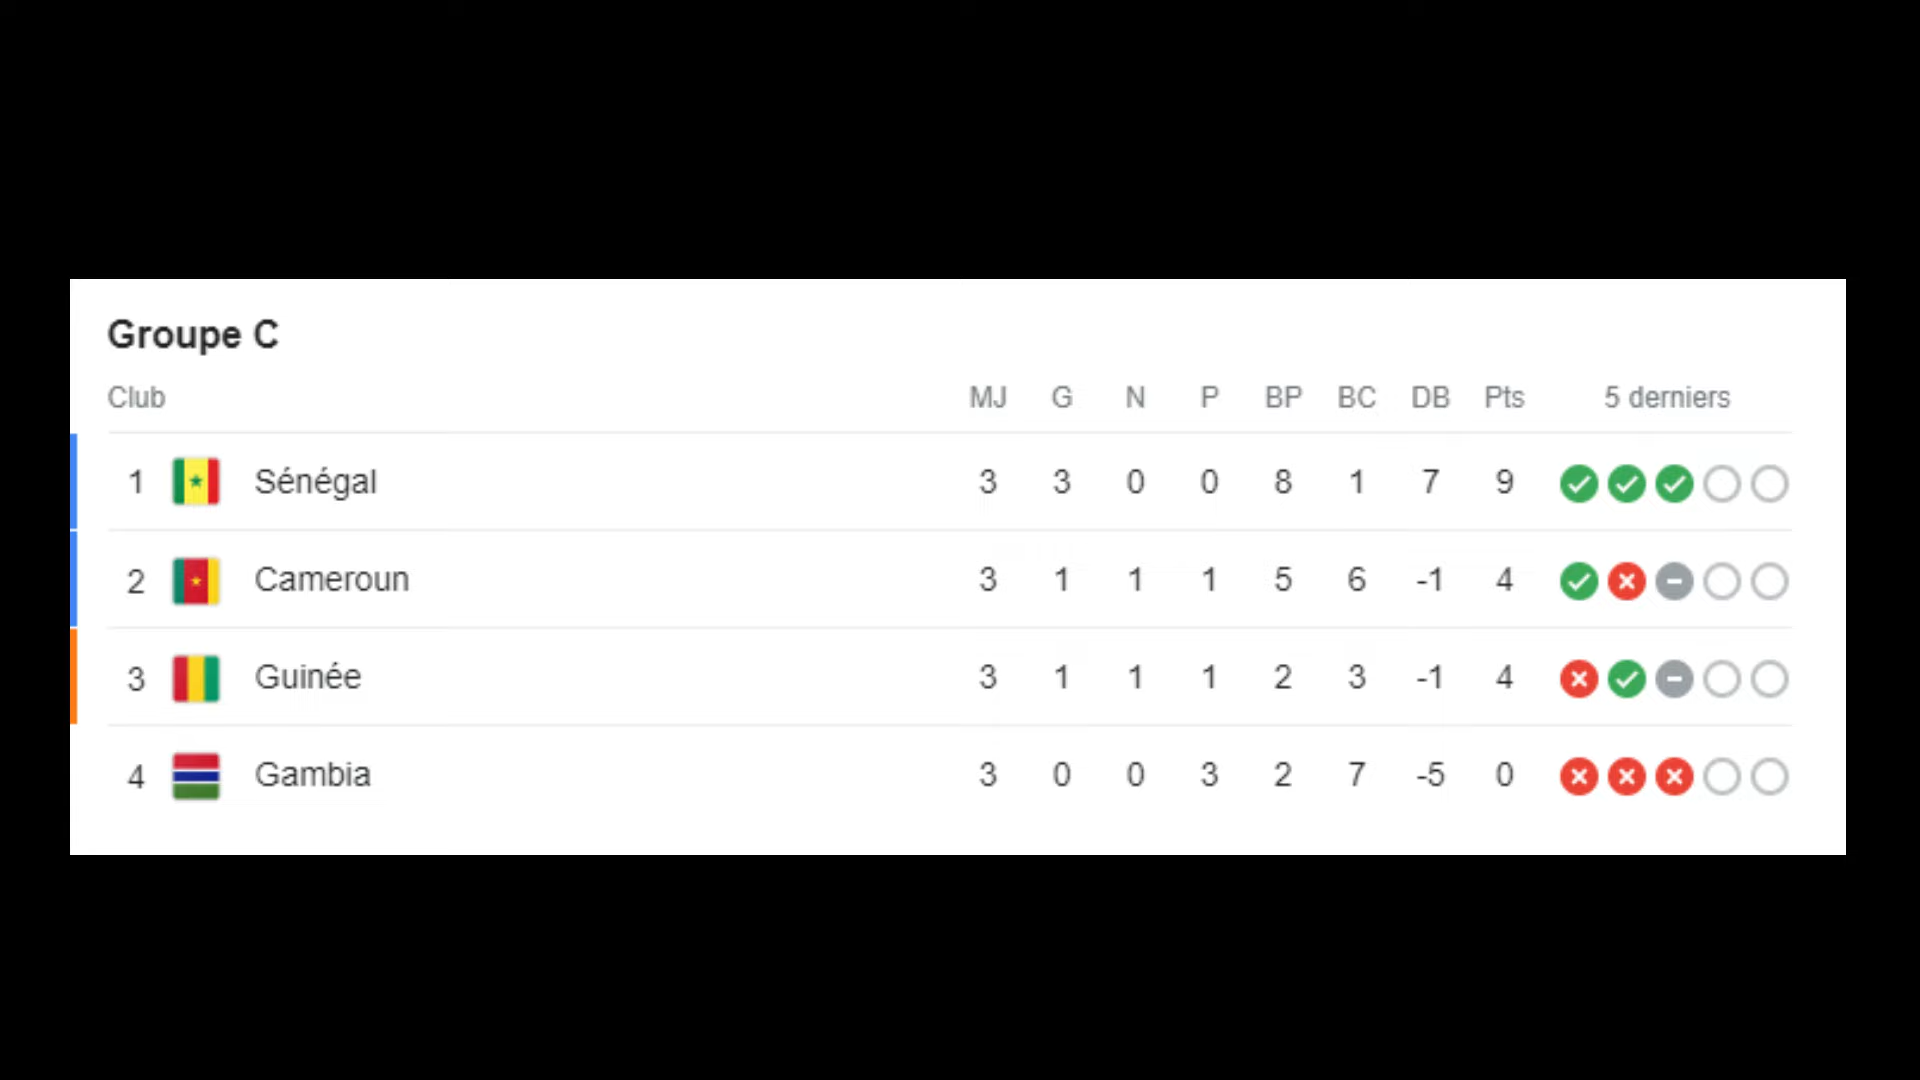 Groupe C
Club MJ G N P BP BC DB Pts 5 derniers
1 Sénégal 3 3 0 0 8 1 7 9
2 Cameroun 3 1 1 1 5 6 -1 4
3 Guinée 3 1 1 1 2 3 -1 4
4 Gambia 3 0 0 3 2 7 -5 0